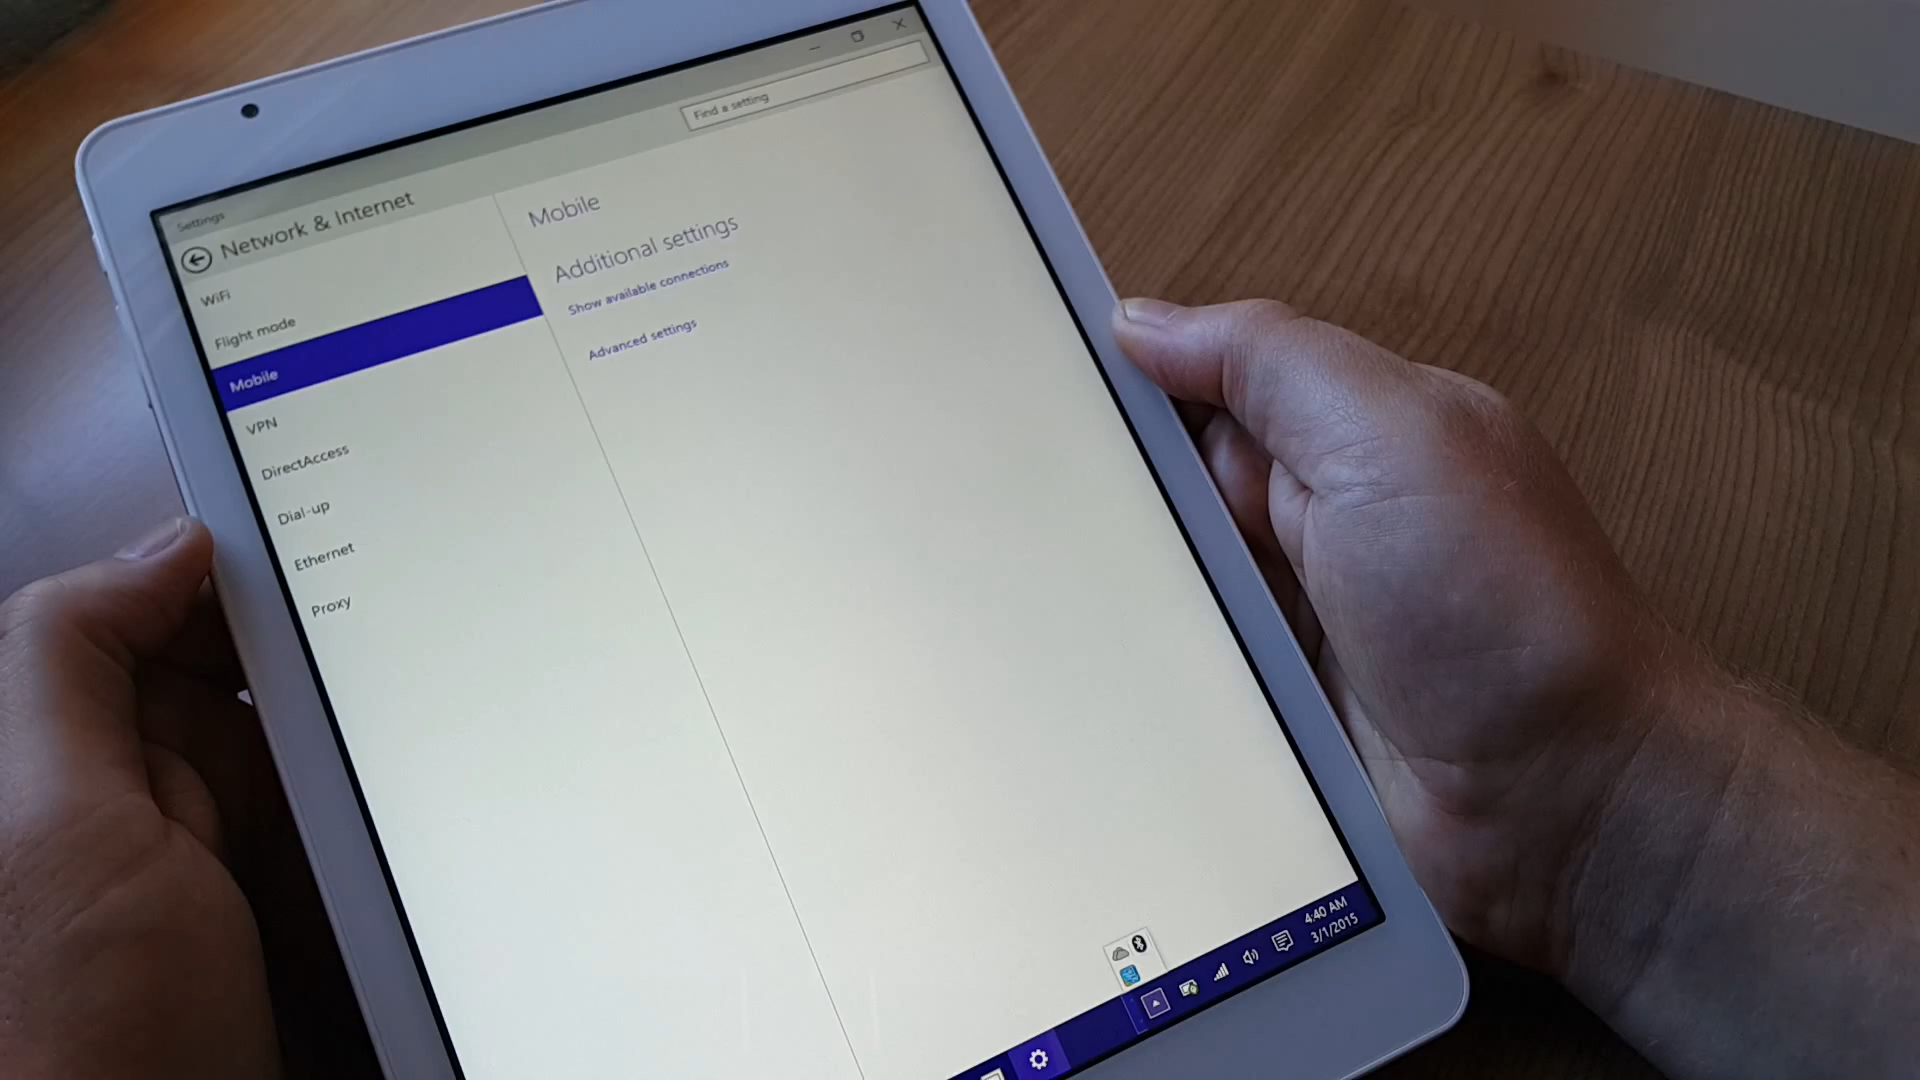 Settings
Network & Internet
Find a setting
WiFi
Flight mode
Mobile
VPN
DirectAccess
Dial-up
Ethernet
Proxy
Mobile
Additional settings
Show available connections
Advanced settings
4:40 AM
3/1/2015